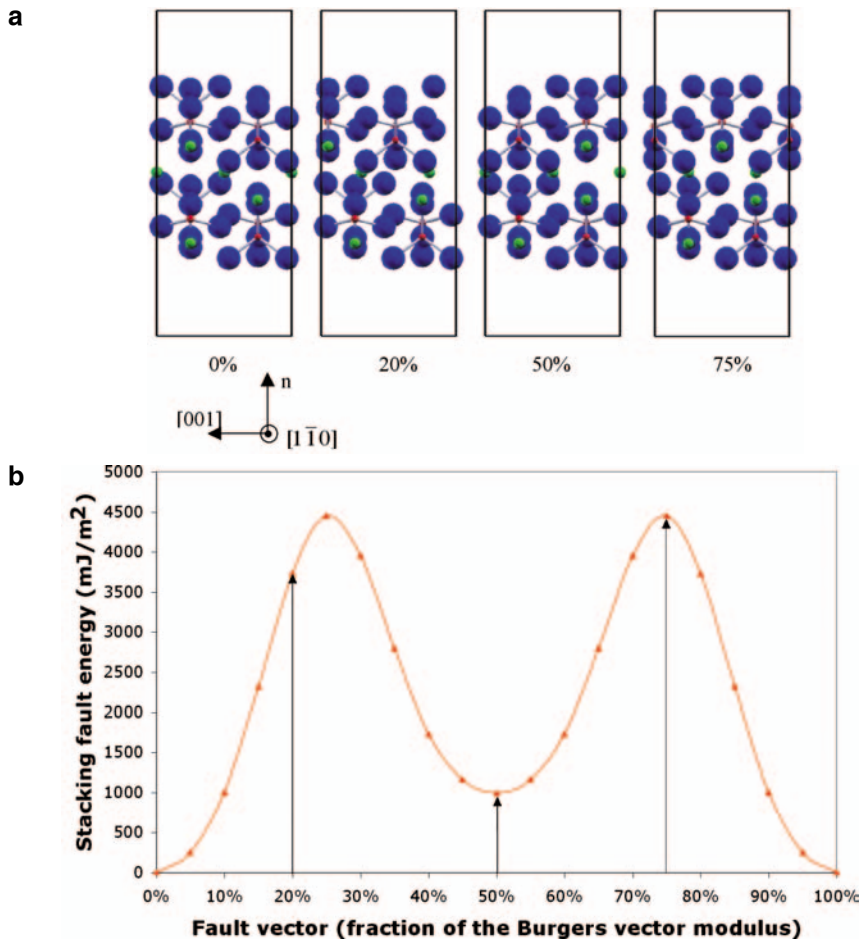 a
0% 20% 50% 75%
n
[001]
[11̅0]
b
5000
4500
4000
3500
3000
2500
2000
1500
1000
500
0
Stacking fault energy (mJ/m²)
0% 10% 20% 30% 40% 50% 60% 70% 80% 90% 100%
Fault vector (fraction of the Burgers vector modulus)